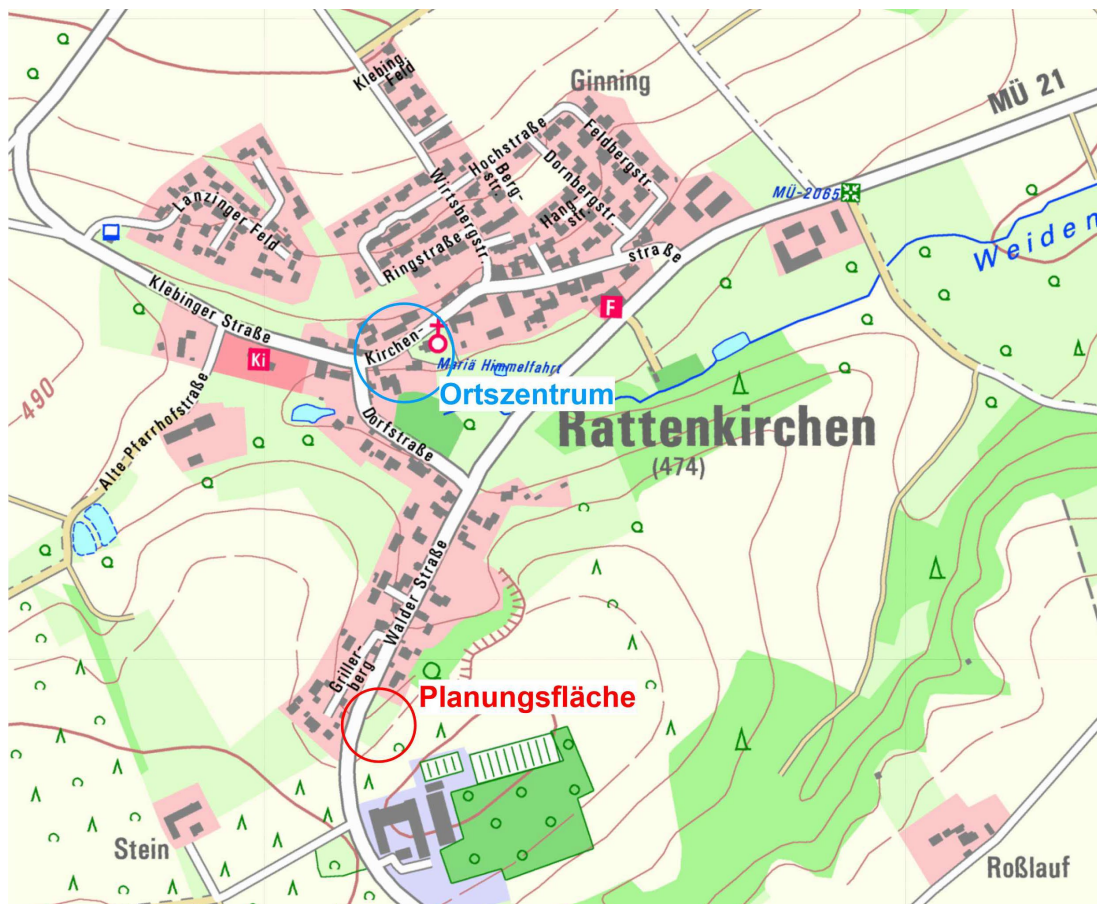 Klebing
Feld
Ginning
MÜ 21
Hochstraße
Feldbergstr.
Berg-
str.
Dornbergstr.
MÜ-2065
Wirlsbergstr.
Hang-
str.
Lanzinger Feld
Ringstraße
straße
Weiden
Klebinger Straße
F
Kirchen-
Ki
Mariä Himmelfahrt
Ortszentrum
490
Rattenkirchen
(474)
Dorfstraße
Alte Pfarrhofstraße
Walder Straße
Griller-
berg
Planungsfläche
Stein
Roßlauf